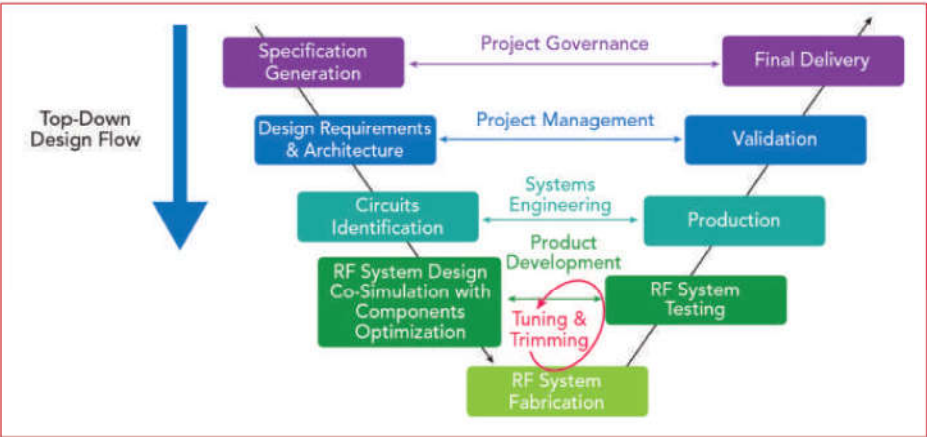 Top-Down
Design Flow
Specification
Generation
Project Governance
Final Delivery
Design Requirements
& Architecture
Project Management
Validation
Circuits
Identification
Systems
Engineering
Production
RF System Design
Co-Simulation with
Components
Optimization
Product
Development
Tuning &
Trimming
RF System
Testing
RF System
Fabrication